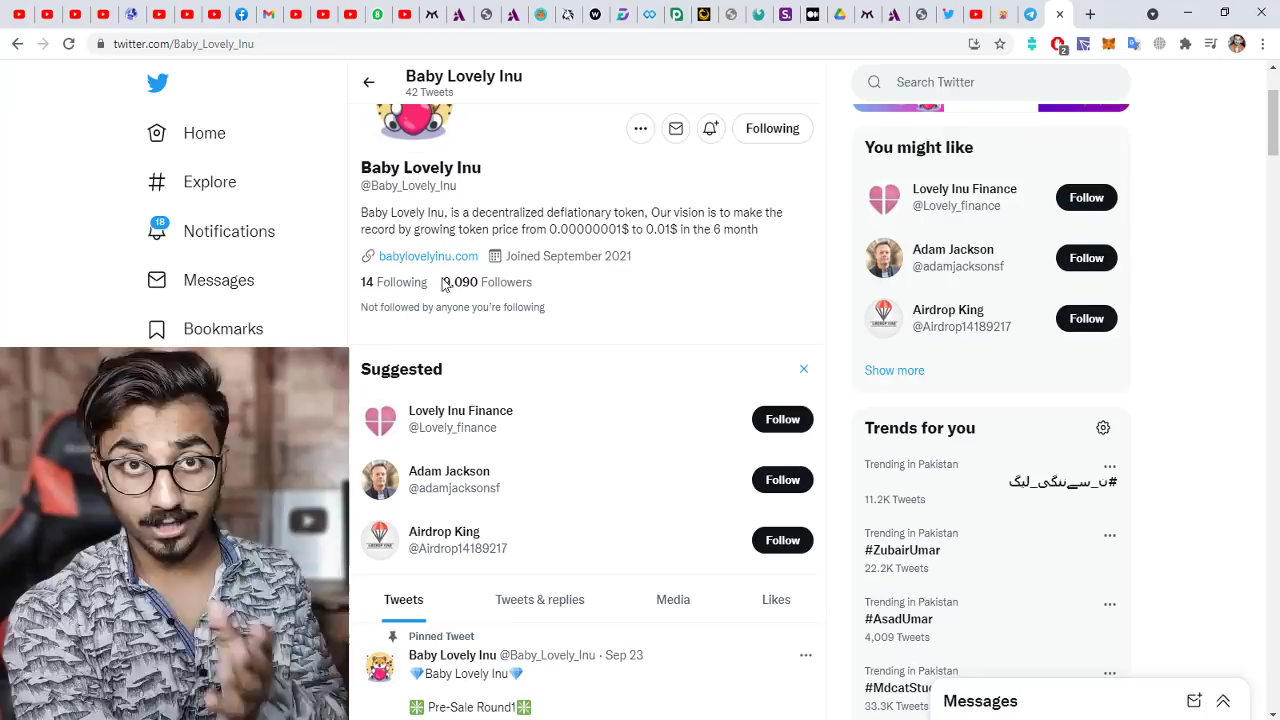 twitter.com/Baby_Lovely_Inu
2
Home
Explore
18
Notifications
Messages
Bookmarks
Baby Lovely Inu
42 Tweets
Following
Baby Lovely Inu
@Baby_Lovely_Inu
Baby Lovely Inu, is a decentralized deflationary token, Our vision is to make the
record by growing token price from 0.00000001$ to 0.01$ in the 6 month
babylovelyinu.com Joined September 2021
14 Following ,090 Followers
Not followed by anyone you're following
Suggested
Lovely Inu Finance
@Lovely_finance
Follow
Adam Jackson
@adamjacksonsf
Follow
Airdrop King
@Airdrop14189217
Follow
Tweets Tweets & replies Media Likes
Pinned Tweet
Baby Lovely Inu @Baby_Lovely_Inu · Sep 23
💎Baby Lovely Inu💎
❇️ Pre-Sale Round1❇️
Search Twitter
You might like
Lovely Inu Finance
@Lovely_finance
Follow
Adam Jackson
@adamjacksonsf
Follow
Airdrop King
@Airdrop14189217
Follow
Show more
Trends for you
Trending in Pakistan
#ن_سے_ننگی_لیگ
11.2K Tweets
Trending in Pakistan
#ZubairUmar
22.2K Tweets
Trending in Pakistan
#AsadUmar
4,009 Tweets
Trending in Pakistan
33.3K Tweets
Messages